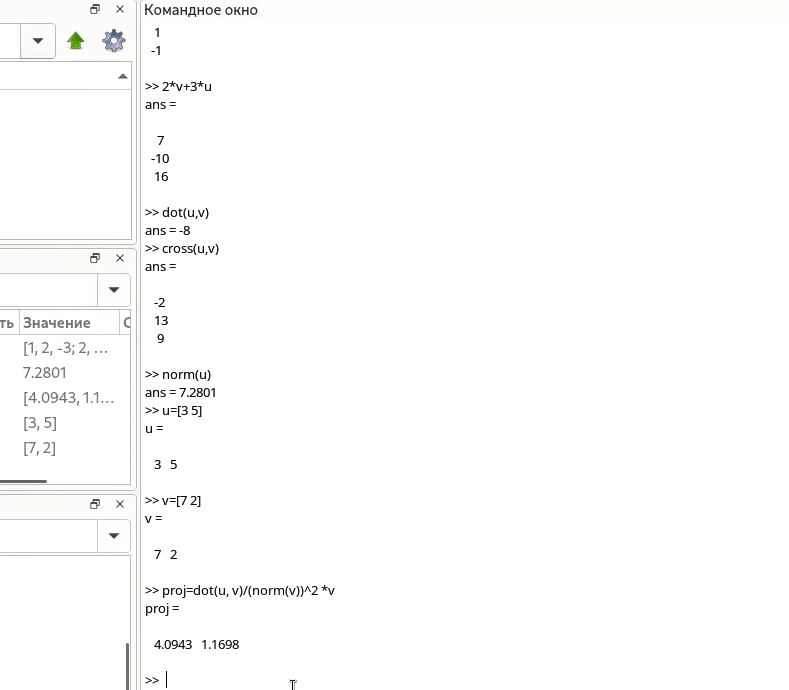 Командное окно
1
-1
>> 2*v+3*u
ans =
7
-10
16
>> dot(u,v)
ans = -8
>> cross(u,v)
ans =
-2
13
9
>> norm(u)
ans = 7.2801
>> u=[3 5]
u =
3 5
>> v=[7 2]
v =
7 2
>> proj=dot(u, v)/(norm(v))^2 *v
proj =
4.0943 1.1698
>>
ть Значение
[1, 2, -3; 2, ...
7.2801
[4.0943, 1.1...
[3, 5]
[7, 2]